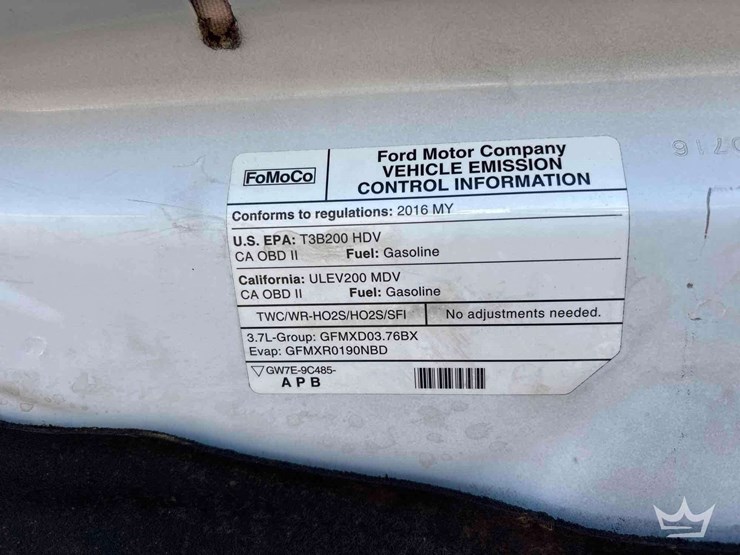 FoMoCo
Ford Motor Company
VEHICLE EMISSION
CONTROL INFORMATION
Conforms to regulations: 2016 MY
U.S. EPA: T3B200 HDV
CA OBD II Fuel: Gasoline
California: ULEV200 MDV
CA OBD II Fuel: Gasoline
TWC/WR-HO2S/HO2S/SFI No adjustments needed.
3.7L-Group: GFMXD03.76BX
Evap: GFMXR0190NBD
GW7E-9C485-
A P B